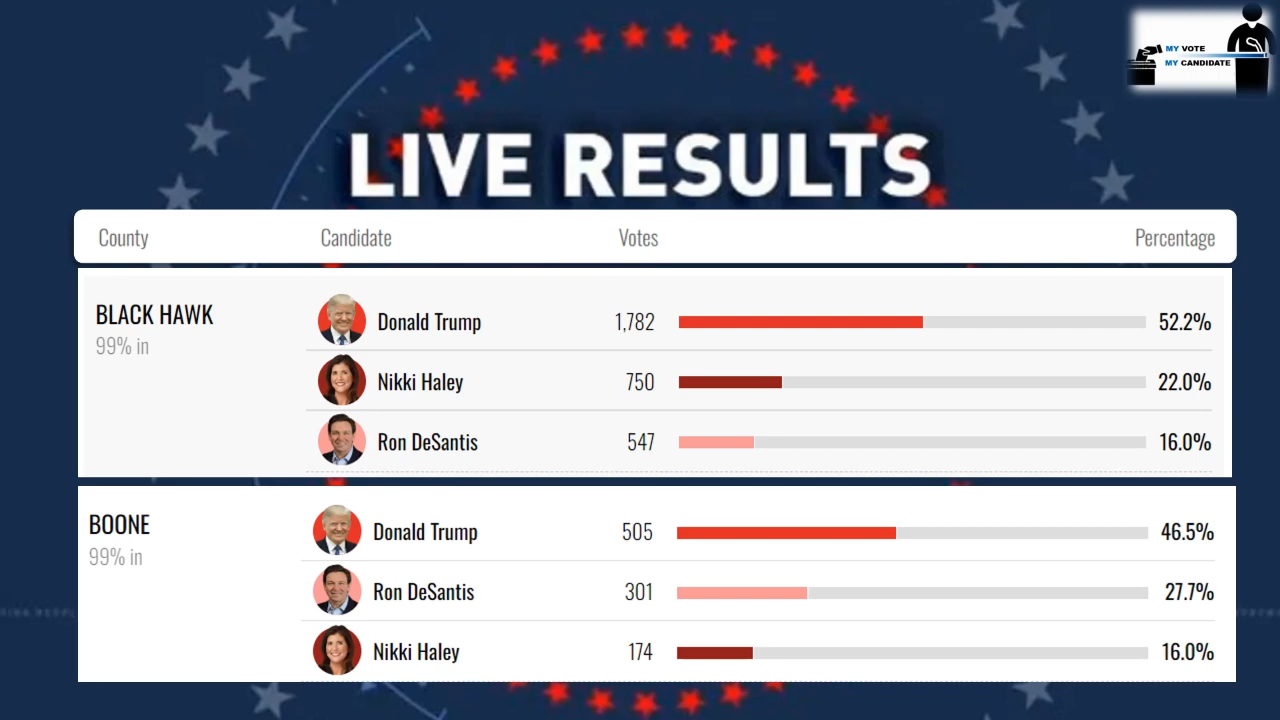 MY VOTE
MY CANDIDATE
LIVE RESULTS
County Candidate Votes Percentage
BLACK HAWK
99% in
Donald Trump 1,782 52.2%
Nikki Haley 750 22.0%
Ron DeSantis 547 16.0%
BOONE
99% in
Donald Trump 505 46.5%
Ron DeSantis 301 27.7%
Nikki Haley 174 16.0%